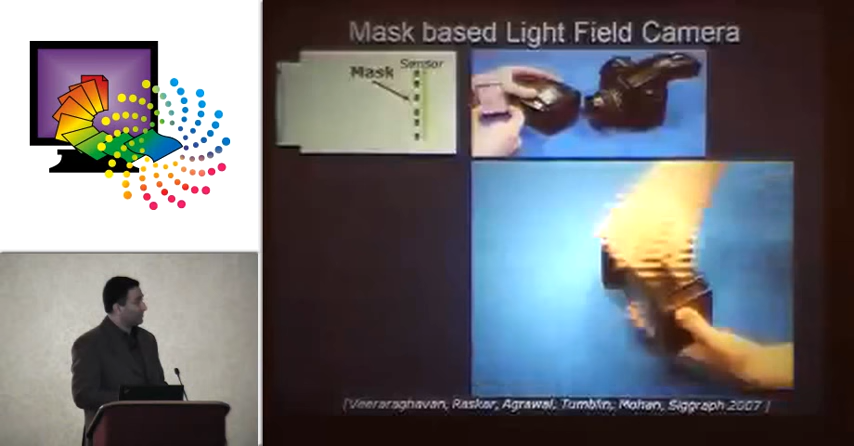 Mask based Light Field Camera
Sensor
Mask
[Veeraraghavan, Raskar, Agrawal, Tumblin, Mohan, Siggraph 2007 ]